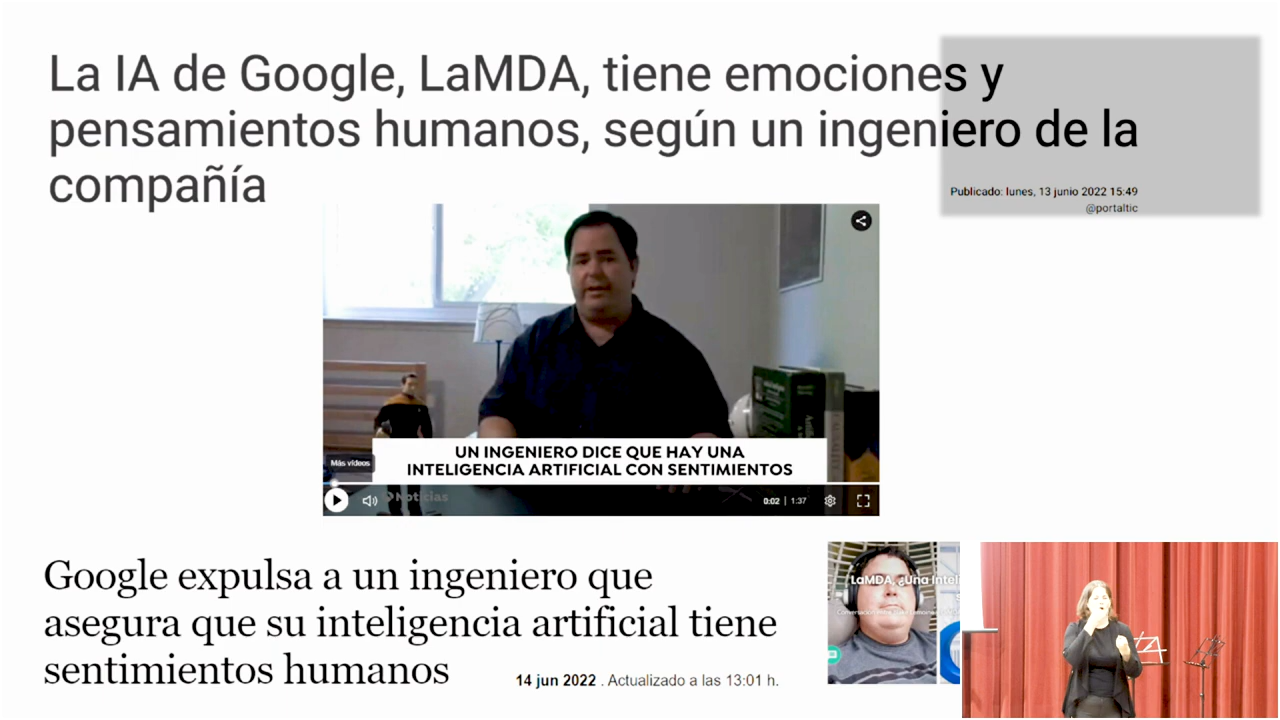 La IA de Google, LaMDA, tiene emociones y
pensamientos humanos, según un ingeniero de la
compañía
Publicado: lunes, 13 junio 2022 15:49
@portaltic
UN INGENIERO DICE QUE HAY UNA
INTELIGENCIA ARTIFICIAL CON SENTIMIENTOS
Más vídeos
Noticias
0:02 | 1:37
Google expulsa a un ingeniero que
asegura que su inteligencia artificial tiene
sentimientos humanos
14 jun 2022 . Actualizado a las 13:01 h.
LaMDA, ¿Una Inteli